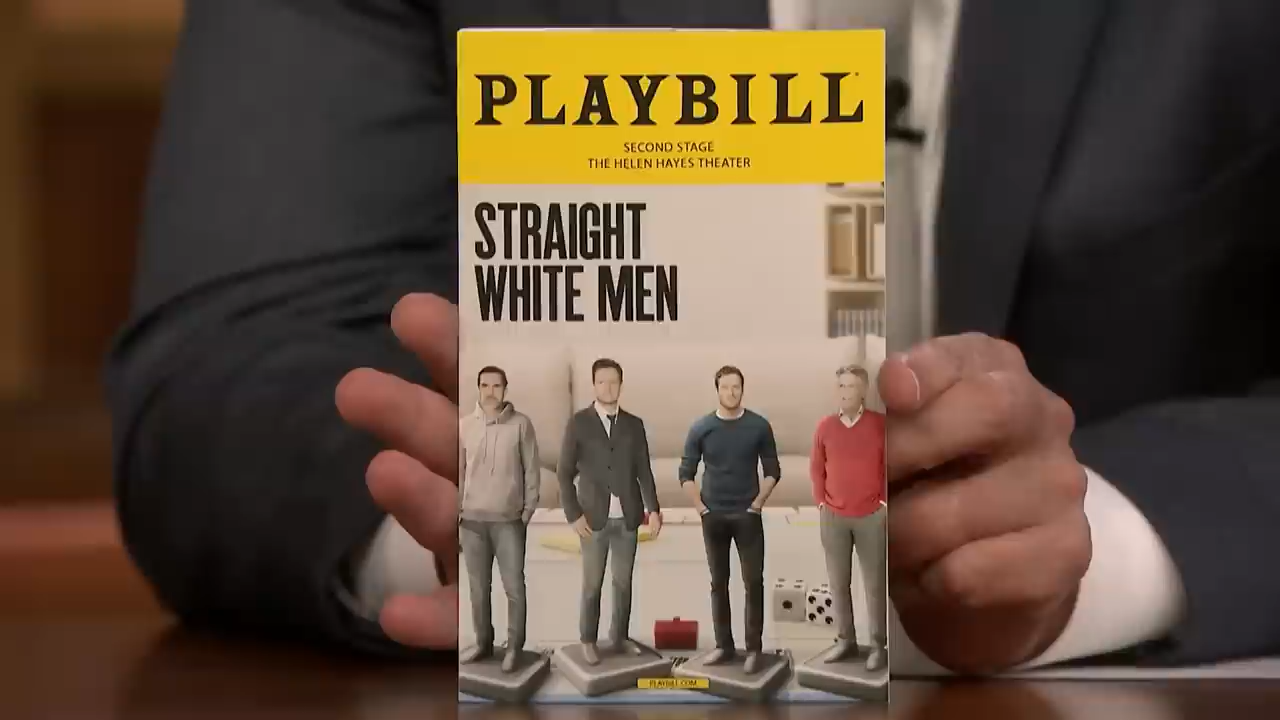 PLAYBILL
SECOND STAGE
THE HELEN HAYES THEATER
STRAIGHT
WHITE MEN
PLAYBILL.COM